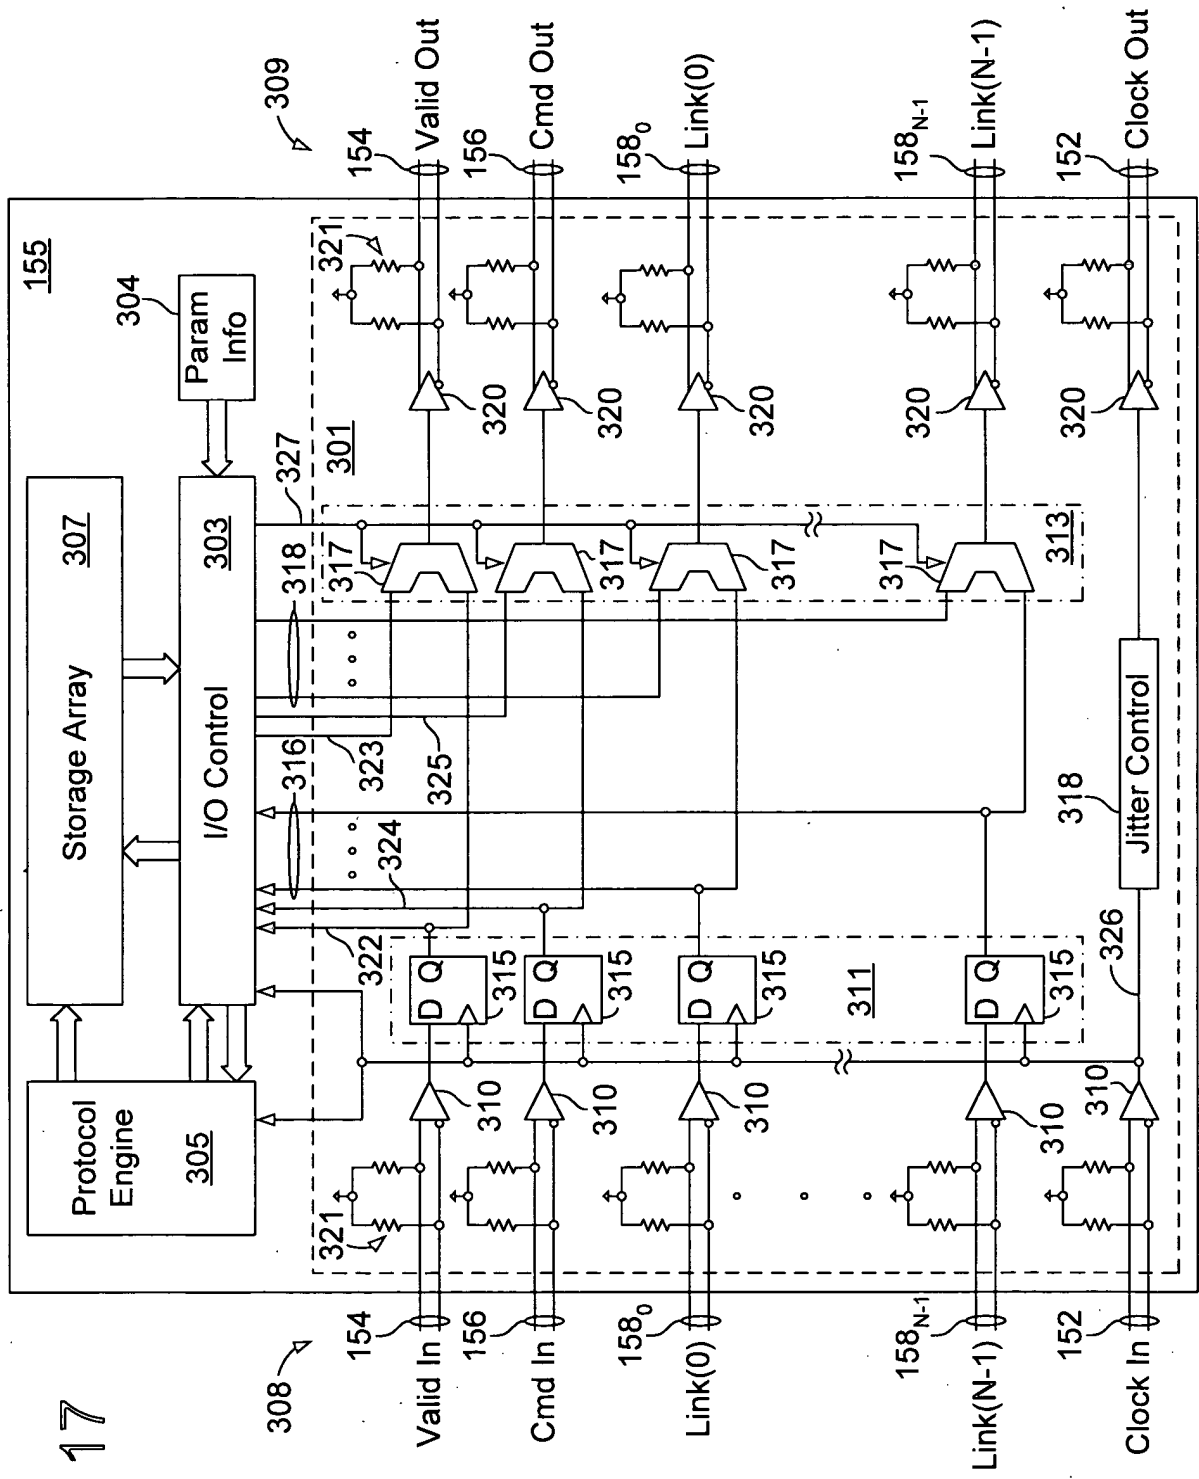 17
308
309
155
Protocol
Engine
305
Storage Array
307
I/O Control
303
304
Param
Info
301
327
318
316
322
324
323
325
321
321
154
Valid In
310
D Q
315
317
320
154
Valid Out
156
Cmd In
310
D Q
315
317
320
156
Cmd Out
158₀
Link(0)
310
D Q
315
317
320
158₀
Link(0)
311
313
158N-1
Link(N-1)
310
D Q
315
317
320
158N-1
Link(N-1)
152
Clock In
310
326
318
Jitter Control
320
152
Clock Out